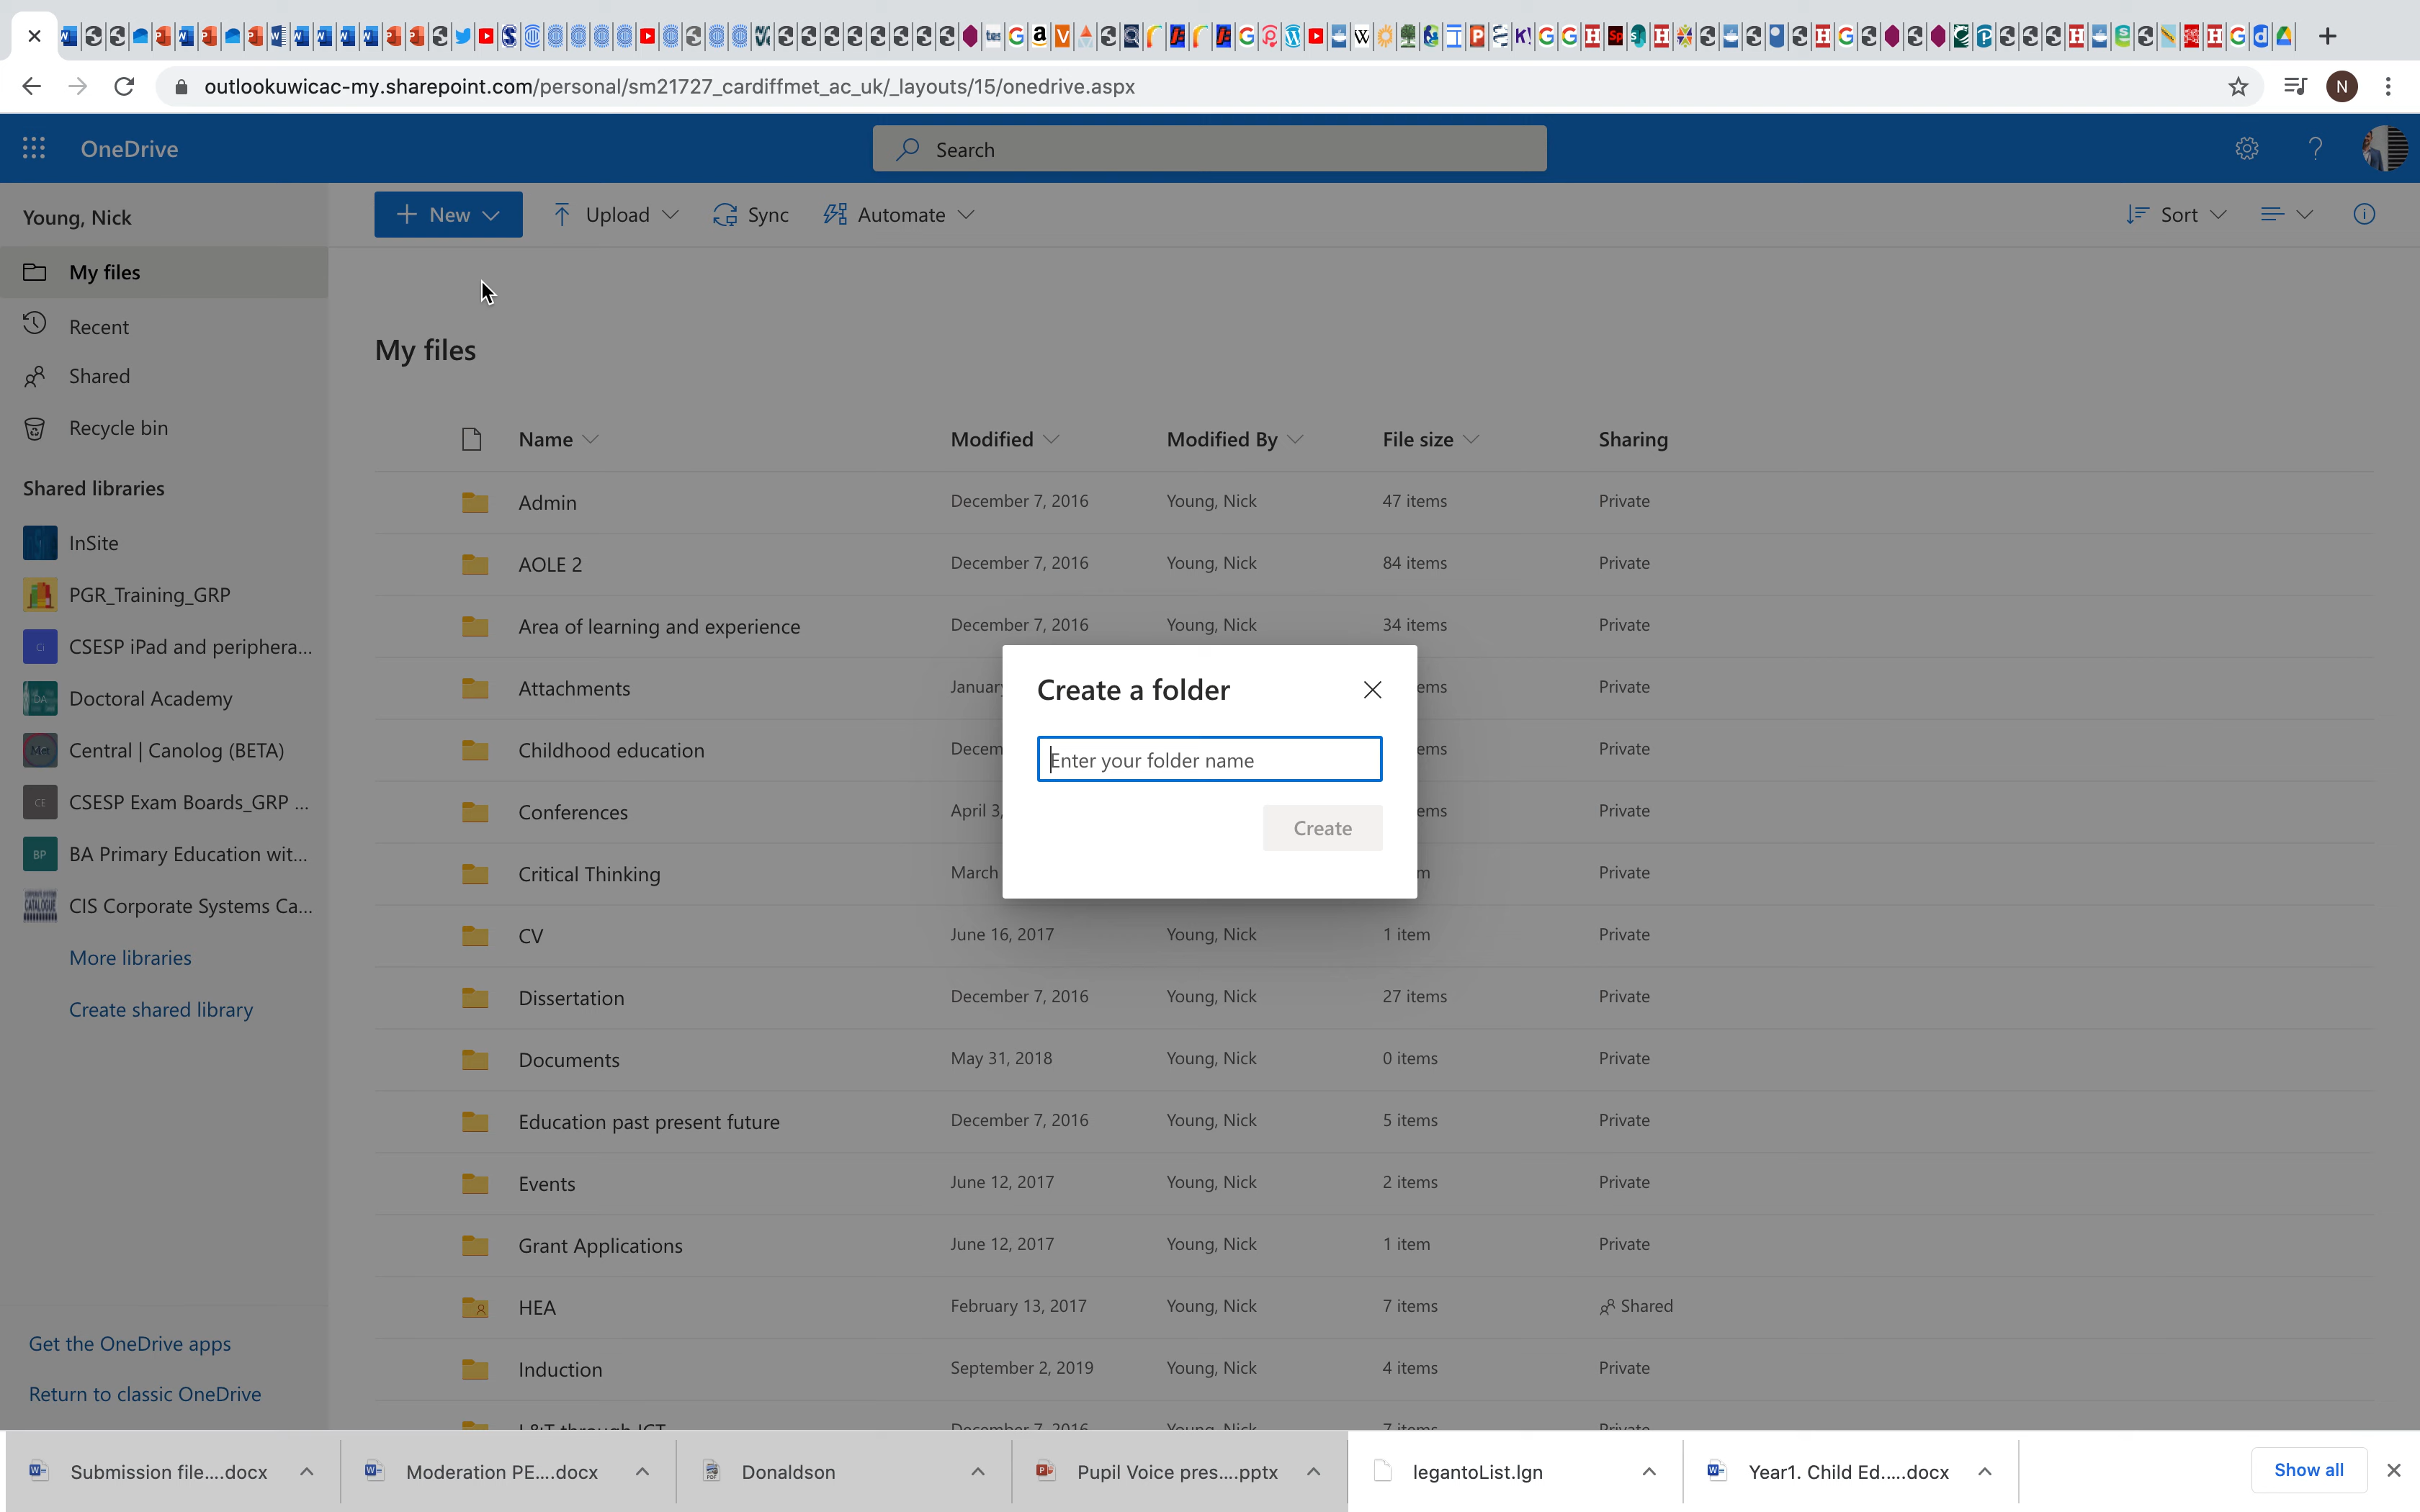 outlookuwicac-my.sharepoint.com/personal/sm21727_cardiffmet_ac_uk/_layouts/15/onedrive.aspx
N
OneDrive
Search
Young, Nick
New
Upload
Sync
Automate
Sort
My files
Recent
Shared
Recycle bin
Shared libraries
InSite
PGR_Training_GRP
Ci
CSESP iPad and periphera...
DA
Doctoral Academy
Met
Central | Canolog (BETA)
CE
CSESP Exam Boards_GRP ...
BP
BA Primary Education wit...
CIS Corporate Systems Ca...
More libraries
Create shared library
Get the OneDrive apps
Return to classic OneDrive
My files
Name Modified Modified By File size Sharing
Admin December 7, 2016 Young, Nick 47 items Private
AOLE 2 December 7, 2016 Young, Nick 84 items Private
Area of learning and experience December 7, 2016 Young, Nick 34 items Private
Attachments January ems Private
Childhood education Decem ems Private
Conferences April 3, ems Private
Critical Thinking March m Private
CV June 16, 2017 Young, Nick 1 item Private
Dissertation December 7, 2016 Young, Nick 27 items Private
Documents May 31, 2018 Young, Nick 0 items Private
Education past present future December 7, 2016 Young, Nick 5 items Private
Events June 12, 2017 Young, Nick 2 items Private
Grant Applications June 12, 2017 Young, Nick 1 item Private
HEA February 13, 2017 Young, Nick 7 items Shared
Induction September 2, 2019 Young, Nick 4 items Private
L&T through ICT December 7, 2016 Young, Nick 7 items Private
Create a folder
Enter your folder name
Create
Submission file....docx
Moderation PE....docx
Donaldson
Pupil Voice pres....pptx
legantoList.lgn
Year1. Child Ed.....docx
Show all